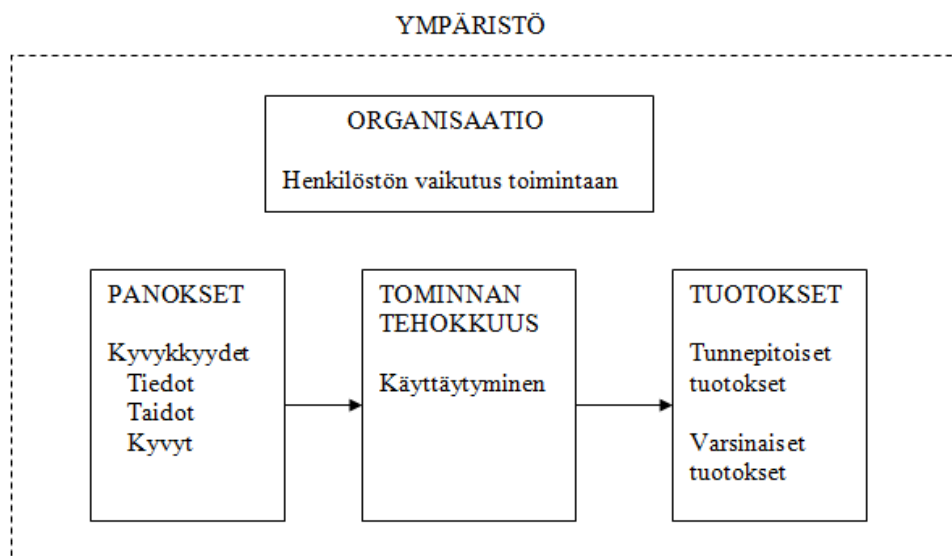 YMPÄRISTÖ
ORGANISAATIO
Henkilöstön vaikutus toimintaan
PANOKSET
Kyvykkyydet
Tiedot
Taidot
Kyvyt
TOMINNAN
TEHOKKUUS
Käyttäytyminen
TUOTOKSET
Tunnepitoiset
tuotokset
Varsinaiset
tuotokset